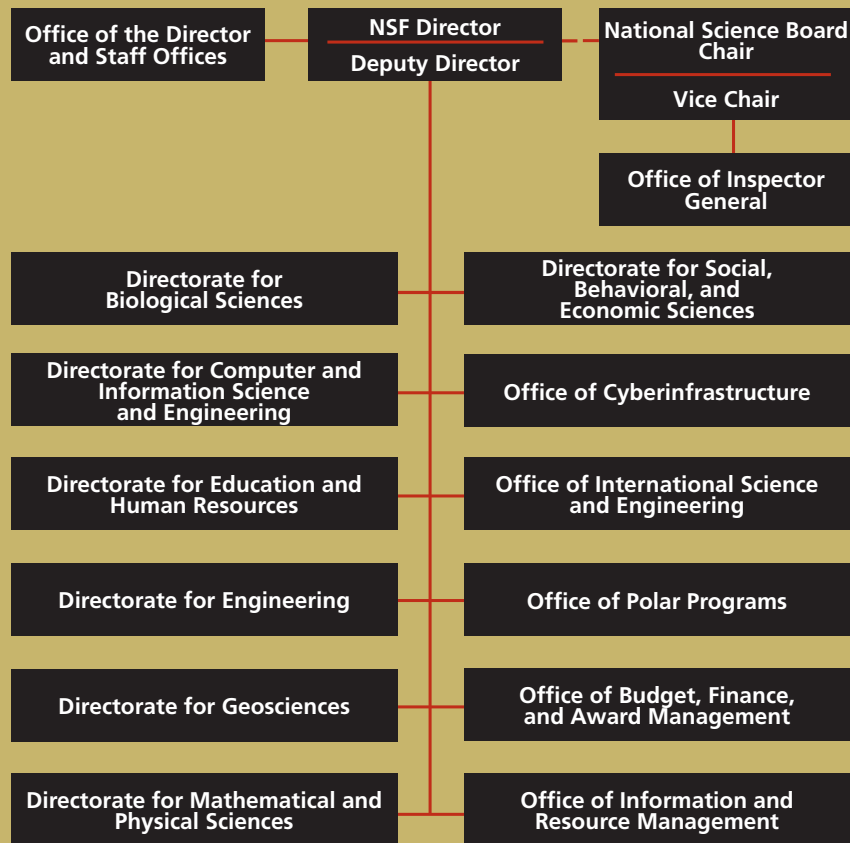 Office of the Director
and Staff Offices
NSF Director
Deputy Director
National Science Board
Chair
Vice Chair
Office of Inspector
General
Directorate for
Biological Sciences
Directorate for Social,
Behavioral, and
Economic Sciences
Directorate for Computer and
Information Science
and Engineering
Office of Cyberinfrastructure
Directorate for Education and
Human Resources
Office of International Science
and Engineering
Directorate for Engineering
Office of Polar Programs
Directorate for Geosciences
Office of Budget, Finance,
and Award Management
Directorate for Mathematical and
Physical Sciences
Office of Information and
Resource Management